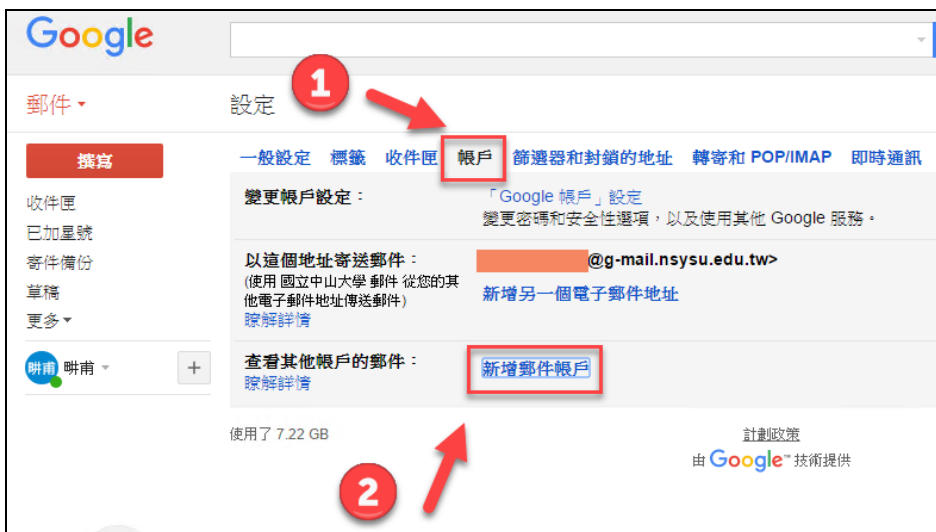 Google
郵件
設定
1
撰寫
一般設定 標籤 收件匣 帳戶 篩選器和封鎖的地址 轉寄和 POP/IMAP 即時通訊
收件匣
已加星號
寄件備份
草稿
更多
畊甫 畊甫 +
變更帳戶設定：
「Google 帳戶」設定
變更密碼和安全性選項，以及使用其他 Google 服務。
以這個地址寄送郵件：
(使用 國立中山大學 郵件 從您的其
他電子郵件地址傳送郵件)
瞭解詳情
@g-mail.nsysu.edu.tw>
新增另一個電子郵件地址
查看其他帳戶的郵件：
瞭解詳情
新增郵件帳戶
2
使用了 7.22 GB
計劃政策
由 Google™ 技術提供